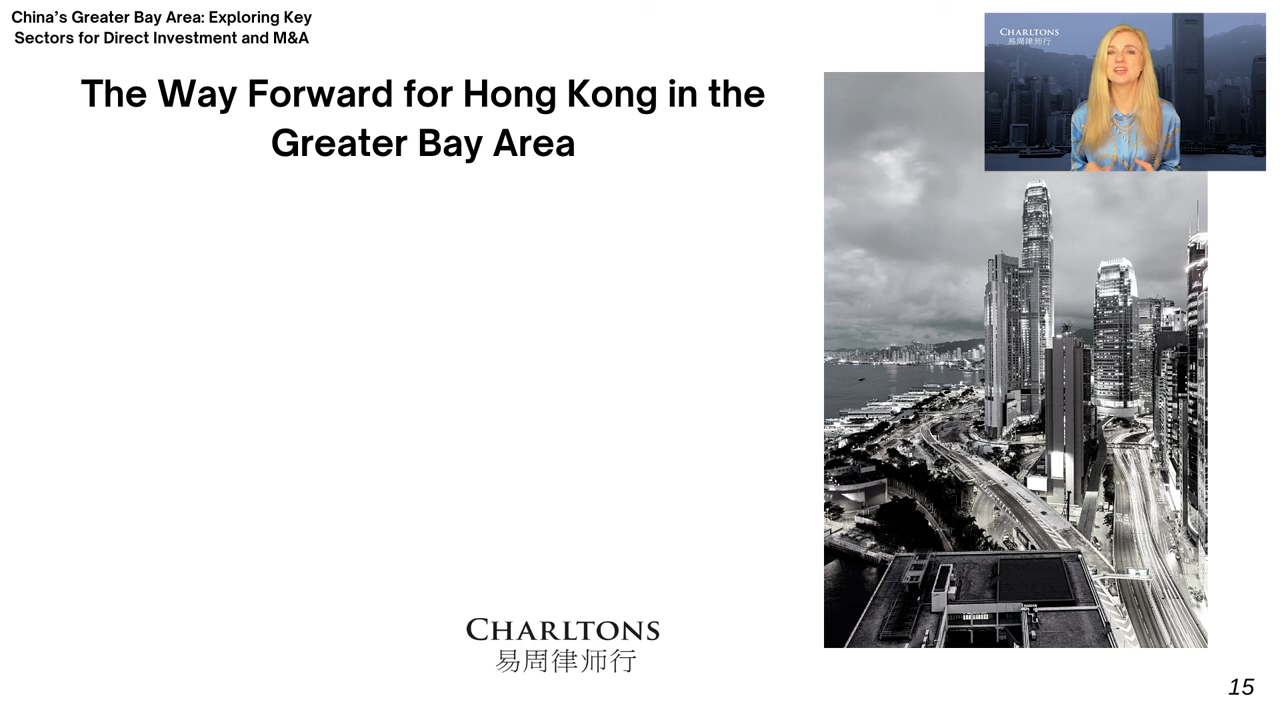 China’s Greater Bay Area: Exploring Key
Sectors for Direct Investment and M&A
CHARLTONS
易周律师行
The Way Forward for Hong Kong in the
Greater Bay Area
CHARLTONS
易周律师行
15